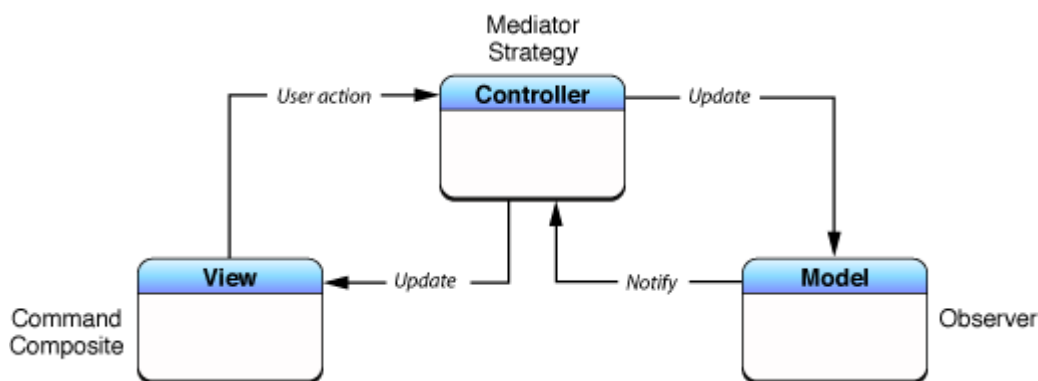 Mediator
Strategy
User action
Controller
Update
View
Update
Notify
Model
Command
Composite
Observer